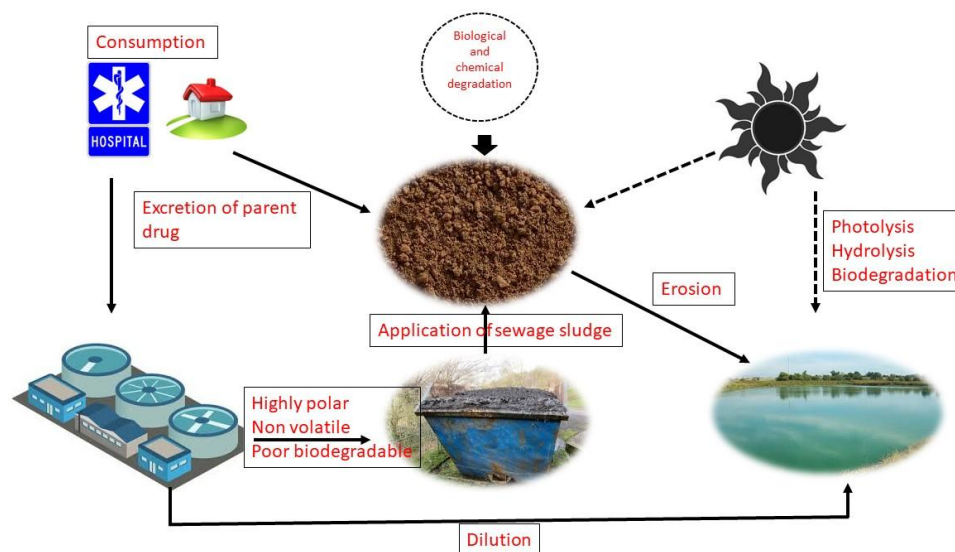 Consumption
HOSPITAL
Biological
and
chemical
degradation
Excretion of parent
drug
Photolysis
Hydrolysis
Biodegradation
Erosion
Application of sewage sludge
Highly polar
Non volatile
Poor biodegradable
Dilution